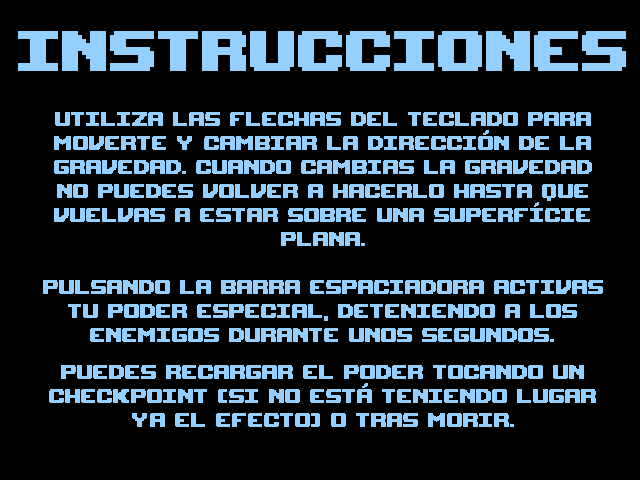 INSTRUCCIONES
UTILIZA LAS FLECHAS DEL TECLADO PARA
MOVERTE Y CAMBIAR LA DIRECCIÓN DE LA
GRAVEDAD. CUANDO CAMBIAS LA GRAVEDAD
NO PUEDES VOLVER A HACERLO HASTA QUE
VUELVAS A ESTAR SOBRE UNA SUPERFÍCIE
PLANA.
PULSANDO LA BARRA ESPACIADORA ACTIVAS
TU PODER ESPECIAL, DETENIENDO A LOS
ENEMIGOS DURANTE UNOS SEGUNDOS.
PUEDES RECARGAR EL PODER TOCANDO UN
CHECKPOINT (SI NO ESTÁ TENIENDO LUGAR
YA EL EFECTO) O TRAS MORIR.